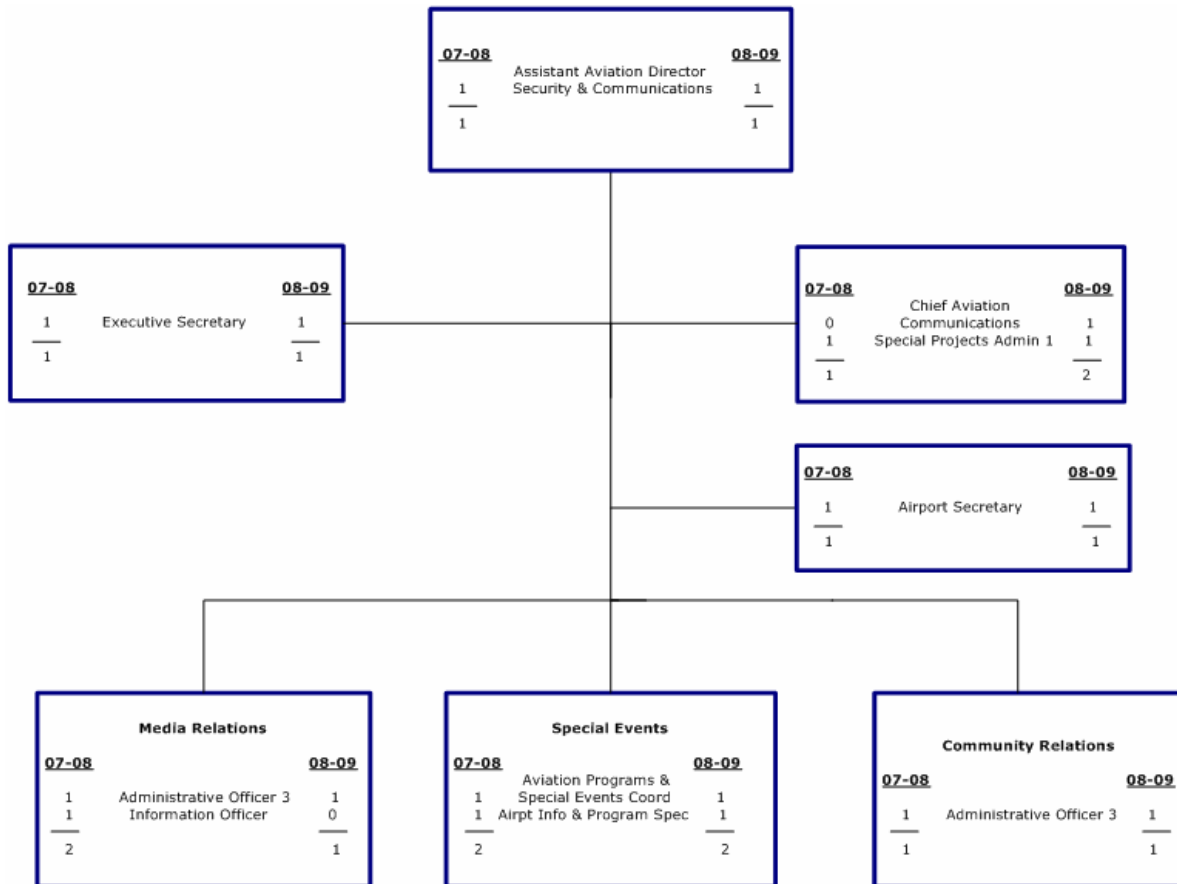 07-08 08-09
Assistant Aviation Director
1 Security & Communications 1
1 1
07-08 08-09
1 Executive Secretary 1
1 1
07-08 08-09
Chief Aviation
0 Communications 1
1 Special Projects Admin 1 1
1 2
07-08 08-09
1 Airport Secretary 1
1 1
Media Relations
07-08 08-09
1 Administrative Officer 3 1
1 Information Officer 0
2 1
Special Events
07-08 08-09
Aviation Programs &
1 Special Events Coord 1
1 Airpt Info & Program Spec 1
2 2
Community Relations
07-08 08-09
1 Administrative Officer 3 1
1 1